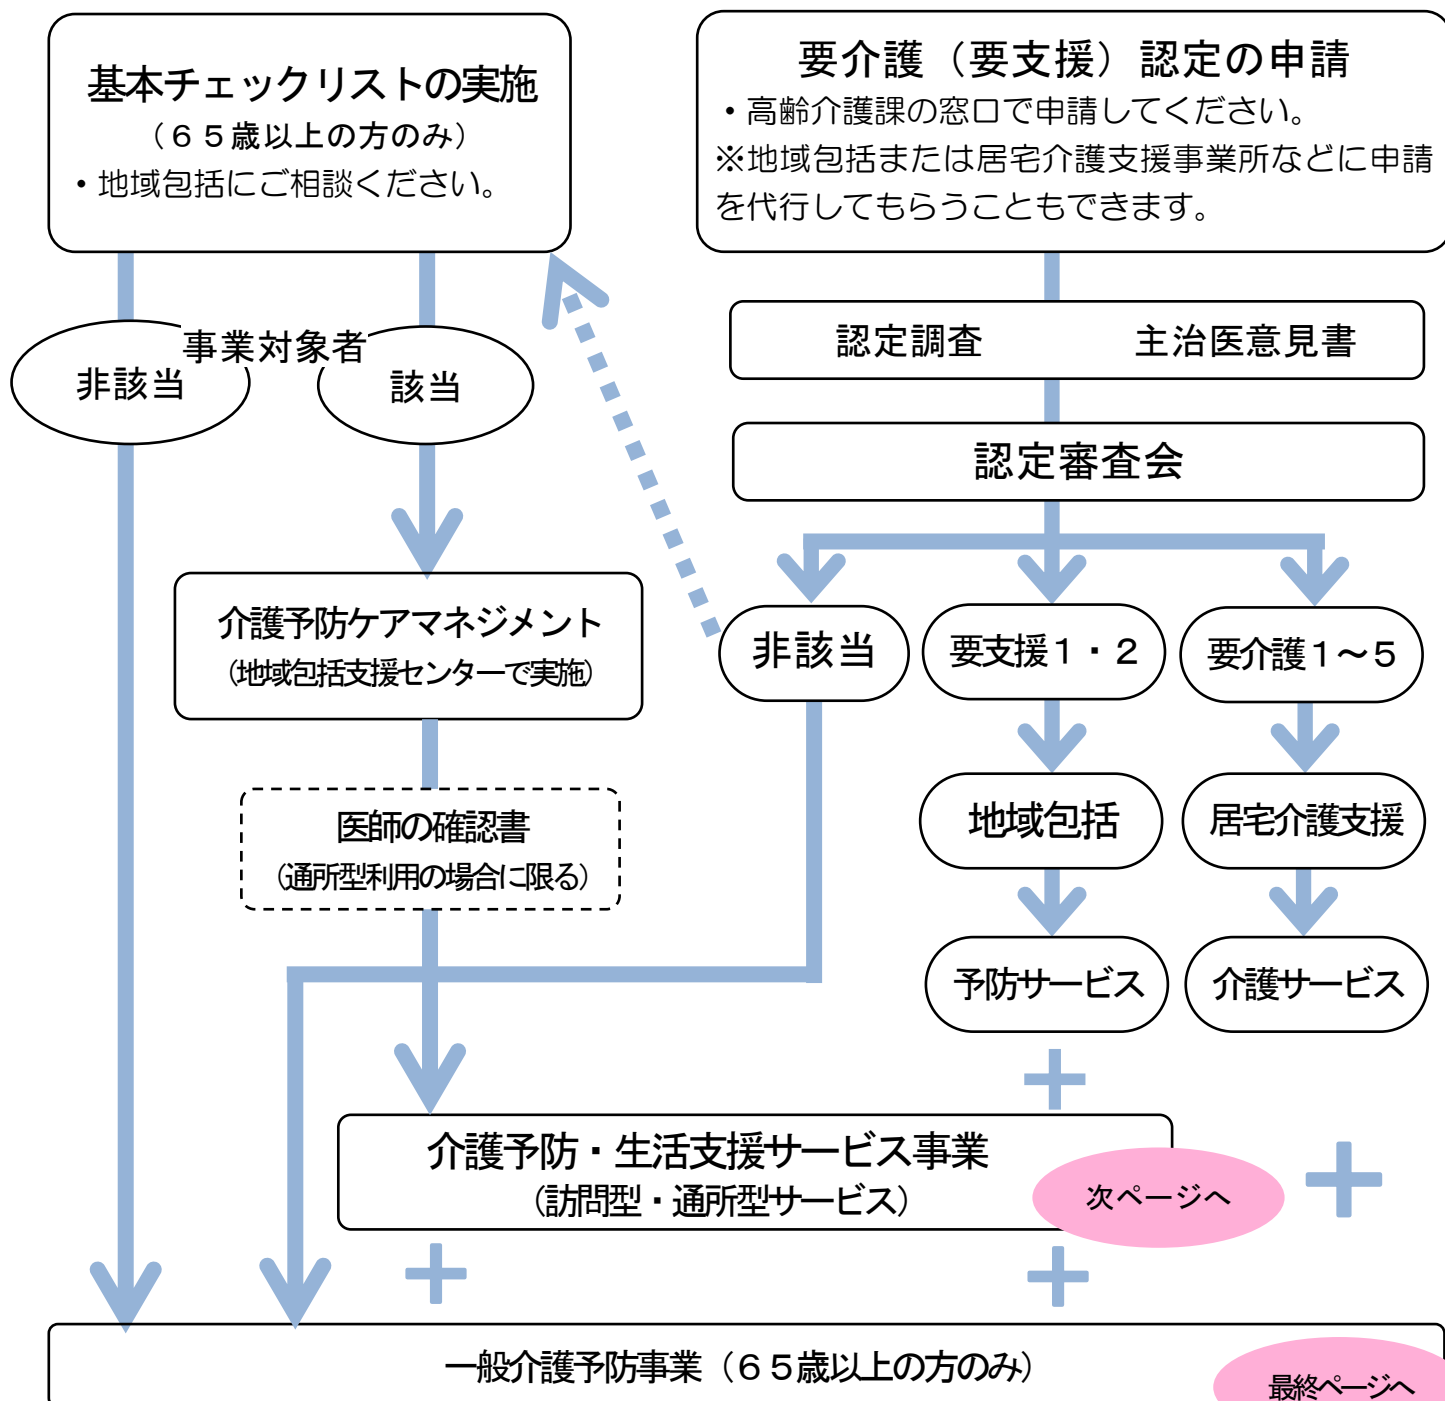 基本チェックリストの実施
（６５歳以上の方のみ）
・地域包括にご相談ください。
要介護（要支援）認定の申請
・高齢介護課の窓口で申請してください。
※地域包括または居宅介護支援事業所などに申請
を代行してもらうこともできます。
事業対象者
非該当
該当
認定調査
主治医意見書
認定審査会
介護予防ケアマネジメント
（地域包括支援センターで実施）
非該当
要支援１・２
要介護１～５
医師の確認書
（通所型利用の場合に限る）
地域包括
居宅介護支援
予防サービス
介護サービス
介護予防・生活支援サービス事業
（訪問型・通所型サービス）
次ページへ
一般介護予防事業（６５歳以上の方のみ）
最終ページへ